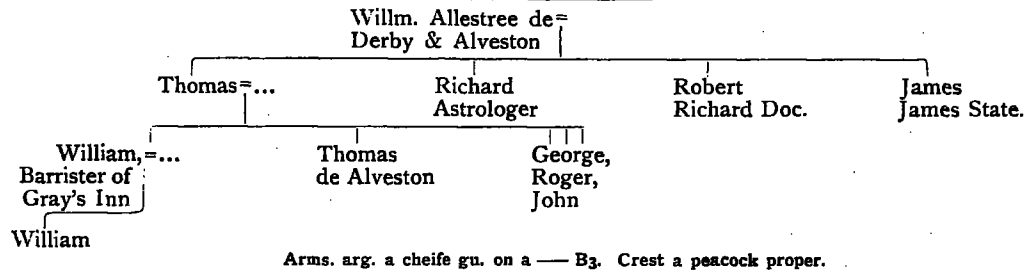 Willm. Allestree de=
Derby & Alveston
Thomas=...
Richard
Astrologer
Robert
Richard Doc.
James
James State.
William,=...
Barrister of
Gray's Inn
Thomas
de Alveston
George,
Roger,
John
William
Arms. arg. a cheife gu. on a — B3. Crest a peacock proper.